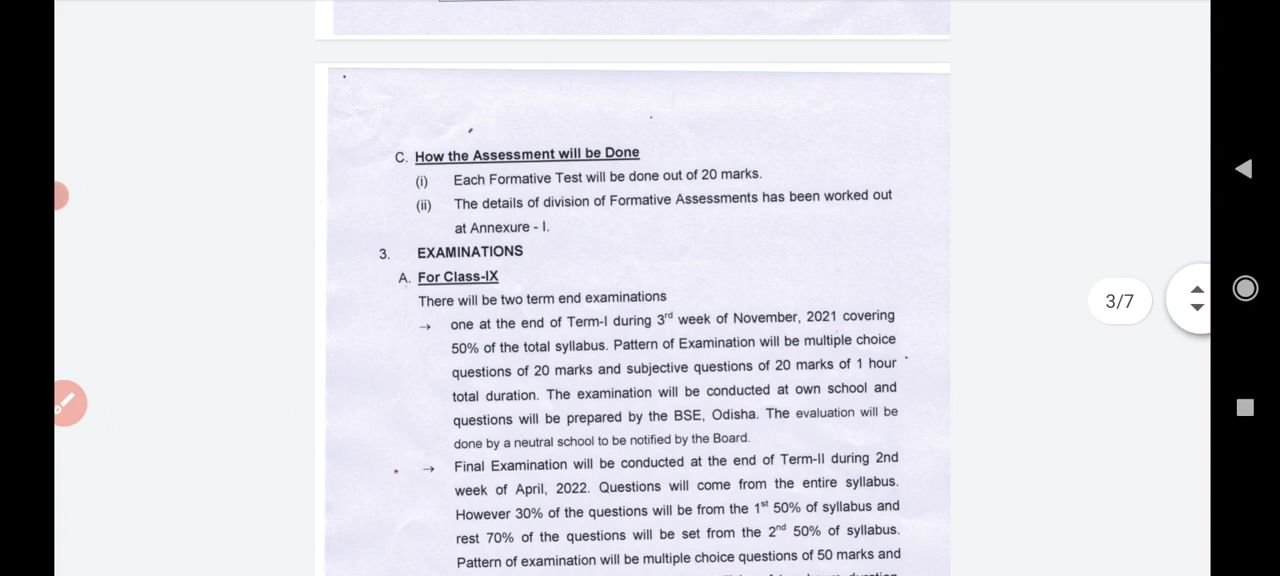 C. How the Assessment will be Done
(i) Each Formative Test will be done out of 20 marks.
(ii) The details of division of Formative Assessments has been worked out
at Annexure - I.
3. EXAMINATIONS
A. For Class-IX
There will be two term end examinations
→ one at the end of Term-I during 3rd week of November, 2021 covering
50% of the total syllabus. Pattern of Examination will be multiple choice
questions of 20 marks and subjective questions of 20 marks of 1 hour
total duration. The examination will be conducted at own school and
questions will be prepared by the BSE, Odisha. The evaluation will be
done by a neutral school to be notified by the Board.
→ Final Examination will be conducted at the end of Term-II during 2nd
week of April, 2022. Questions will come from the entire syllabus.
However 30% of the questions will be from the 1st 50% of syllabus and
rest 70% of the questions will be set from the 2nd 50% of syllabus.
Pattern of examination will be multiple choice questions of 50 marks and
3/7